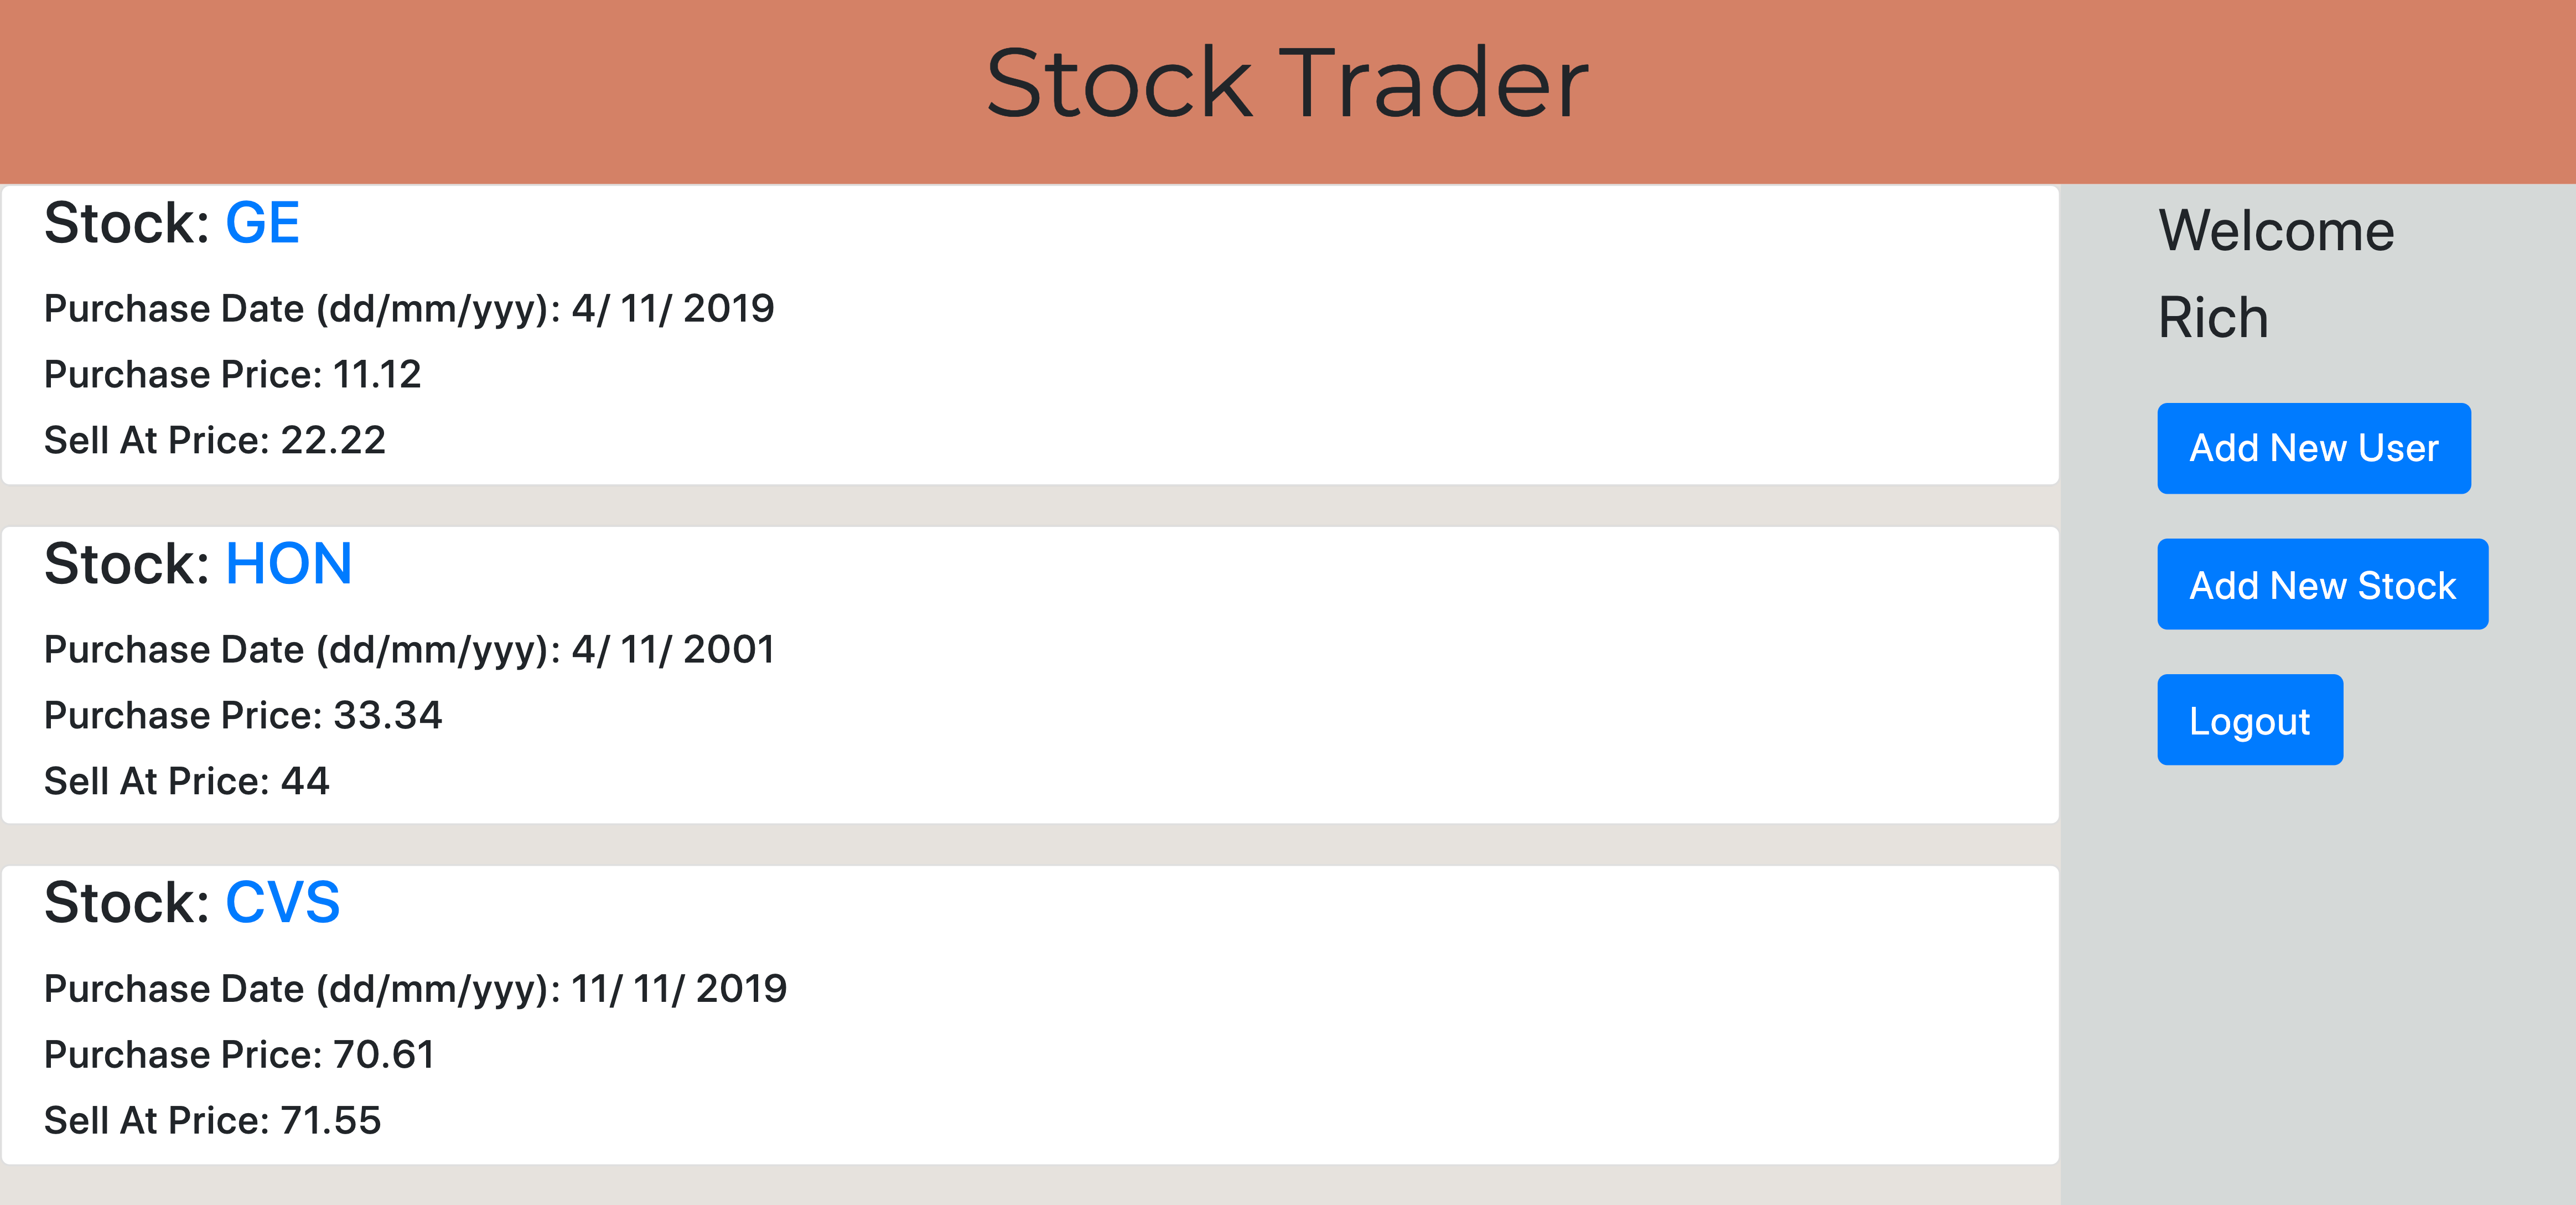 Stock Trader
Stock: GE
Purchase Date (dd/mm/yyy): 4/ 11/ 2019
Purchase Price: 11.12
Sell At Price: 22.22
Stock: HON
Purchase Date (dd/mm/yyy): 4/ 11/ 2001
Purchase Price: 33.34
Sell At Price: 44
Stock: CVS
Purchase Date (dd/mm/yyy): 11/ 11/ 2019
Purchase Price: 70.61
Sell At Price: 71.55
Welcome
Rich
Add New User
Add New Stock
Logout